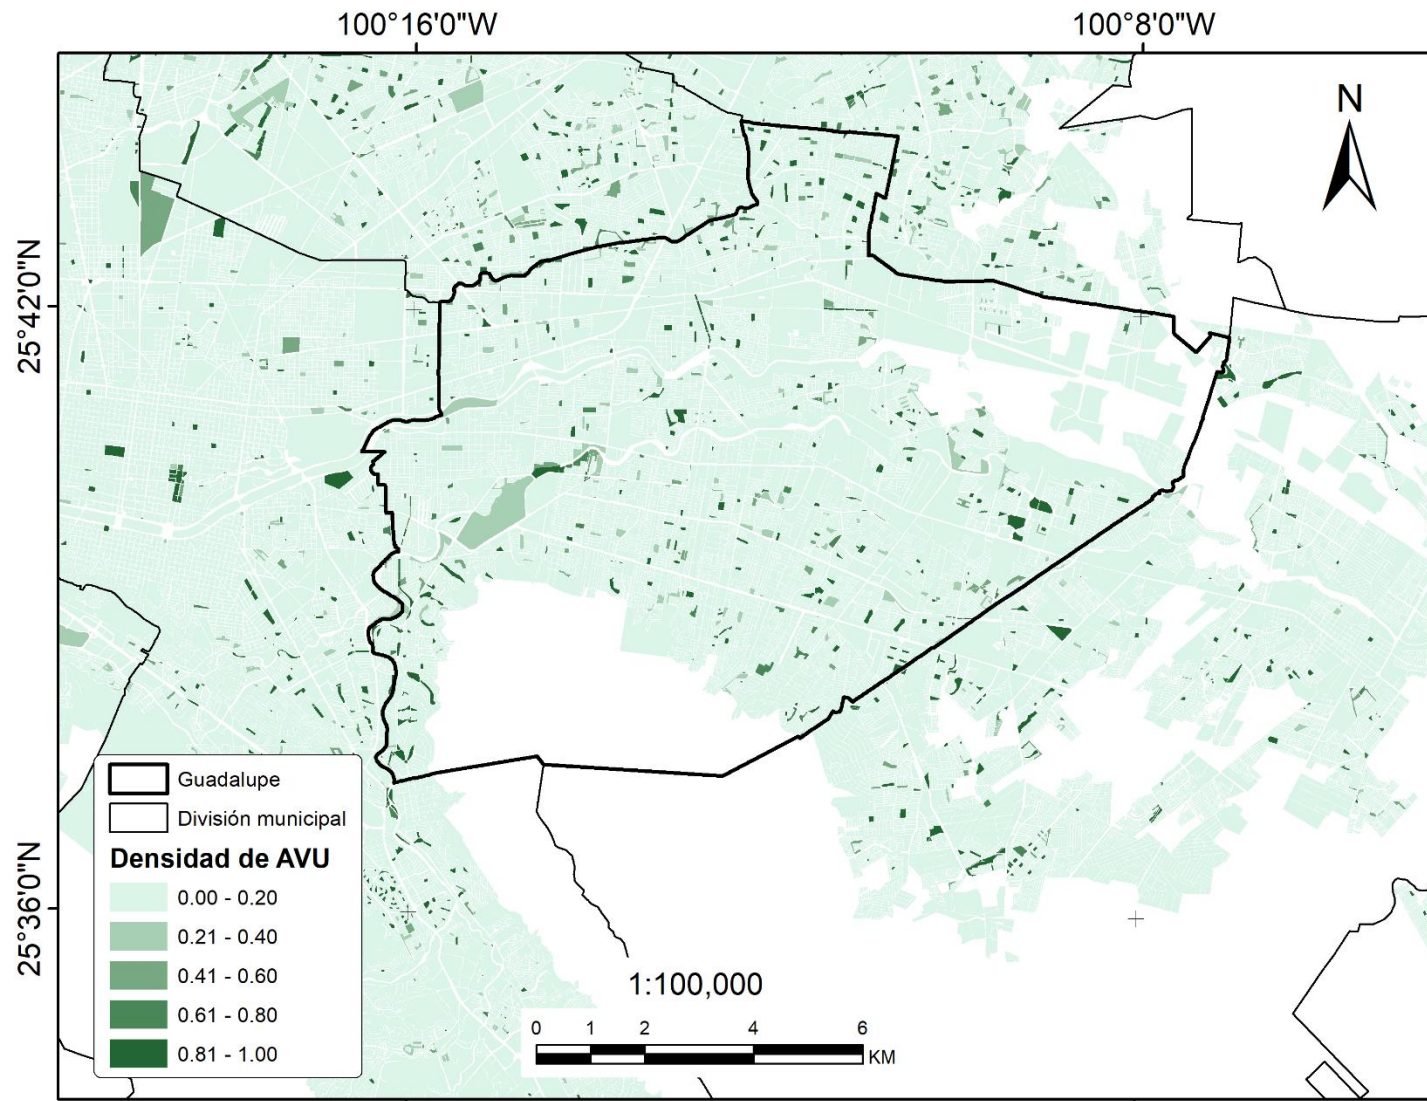 100°16'0"W
100°8'0"W
N
25°42'0"N
25°36'0"N
Guadalupe
División municipal
Densidad de AVU
0.00 - 0.20
0.21 - 0.40
0.41 - 0.60
0.61 - 0.80
0.81 - 1.00
1:100,000
0 1 2 4 6
KM